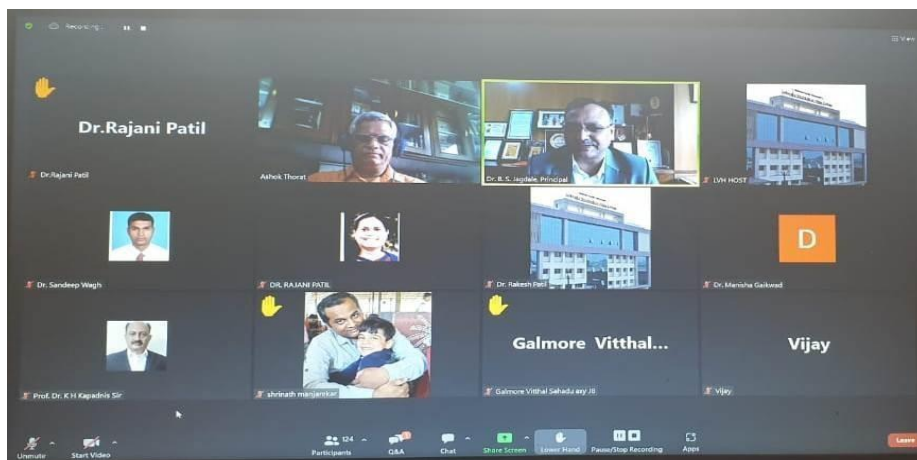 Recording
View
Dr.Rajani Patil
Dr.Rajani Patil
Ashok Thorat
Dr. B. S. Jagdale, Principal
LVH HOST
Dr. Sandeep Wagh
DR. RAJANI PATIL
Dr. Rakesh Patil
D
Dr. Manisha Gaikwad
Prof. Dr. K H Kapadnis Sir
shrinath manjarekar
Galmore Vitthal...
Galmore Vitthal Sahadu
Vijay
Vijay
Unmute
Start Video
124
Participants
Q&A
Chat
Share Screen
Lower Hand
Pause/Stop Recording
Apps
Leave